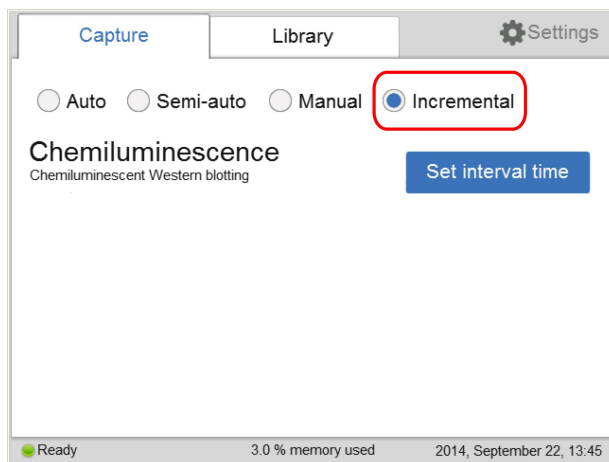 Capture Library Settings
Auto Semi-auto Manual Incremental
Chemiluminescence
Chemiluminescent Western blotting
Set interval time
Ready 3.0 % memory used 2014, September 22, 13:45